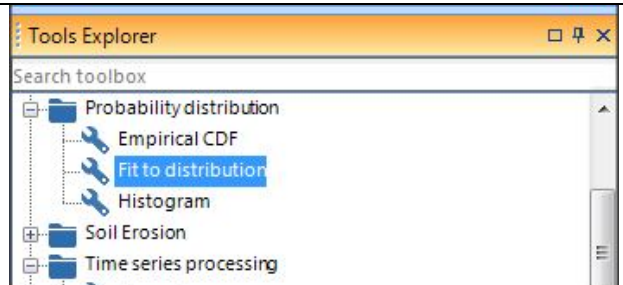 Tools Explorer
Search toolbox
Probability distribution
Empirical CDF
Fit to distribution
Histogram
Soil Erosion
Time series processing